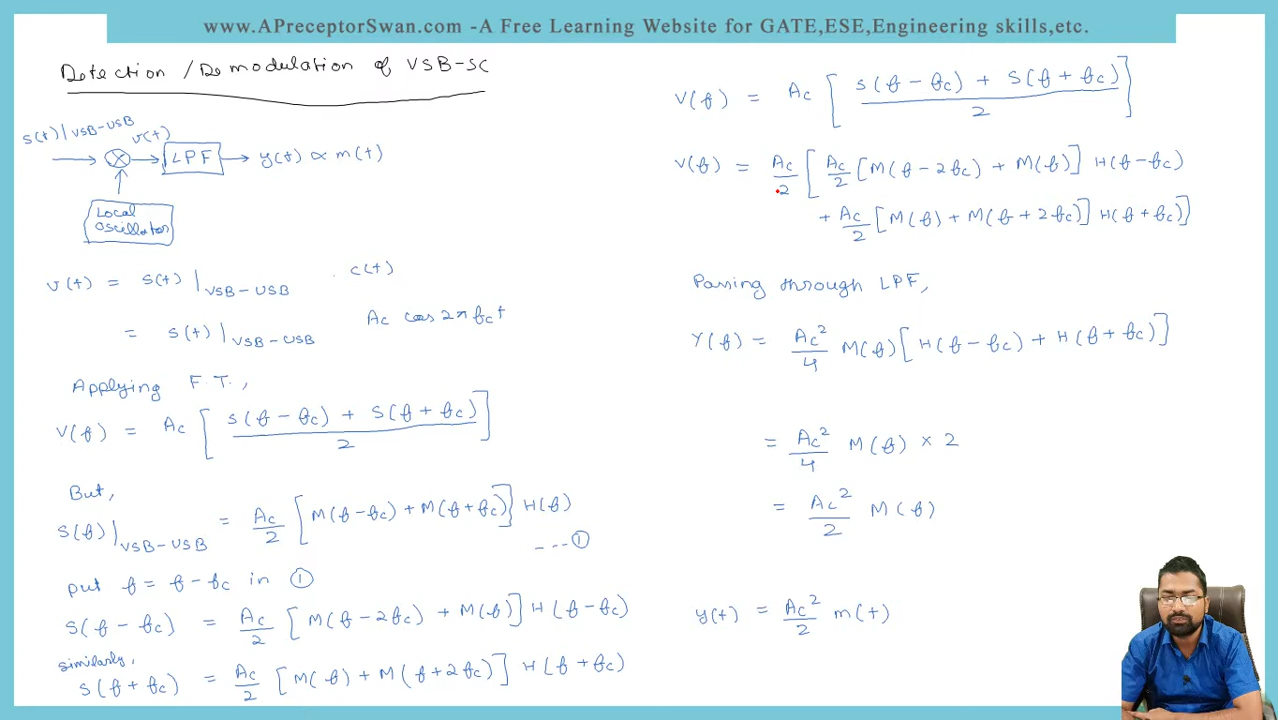 www.APreceptorSwan.com -A Free Learning Website for GATE,ESE,Engineering skills,etc.
Detection / Demodulation of VSB-SC
s(t)|VSB-USB
v(t)
LPF → y(t) ∝ m(t)
Local
oscillator
v(t) = s(t)|VSB-USB . c(t)
= s(t)|VSB-USB Ac cos 2π fc t
Applying F.T.,
V(f) = Ac [ S(f - fc) + S(f + fc) / 2 ]
But,
S(f)|VSB-USB = Ac/2 [ M(f-fc) + M(f+fc) ] H(f)
---①
put f = f - fc in ①
S(f - fc) = Ac/2 [ M(f - 2fc) + M(f) ] H(f - fc)
similarly,
S(f + fc) = Ac/2 [ M(f) + M(f + 2fc) ] H(f + fc)
V(f) = Ac [ S(f - fc) + S(f + fc) / 2 ]
V(f) = Ac/2 [ Ac/2 [ M(f - 2fc) + M(f) ] H(f - fc)
+ Ac/2 [ M(f) + M(f + 2fc) ] H(f + fc) ]
Passing through LPF,
Y(f) = Ac²/4 M(f) [ H(f - fc) + H(f + fc) ]
= Ac²/4 M(f) × 2
= Ac²/2 M(f)
y(t) = Ac²/2 m(t)